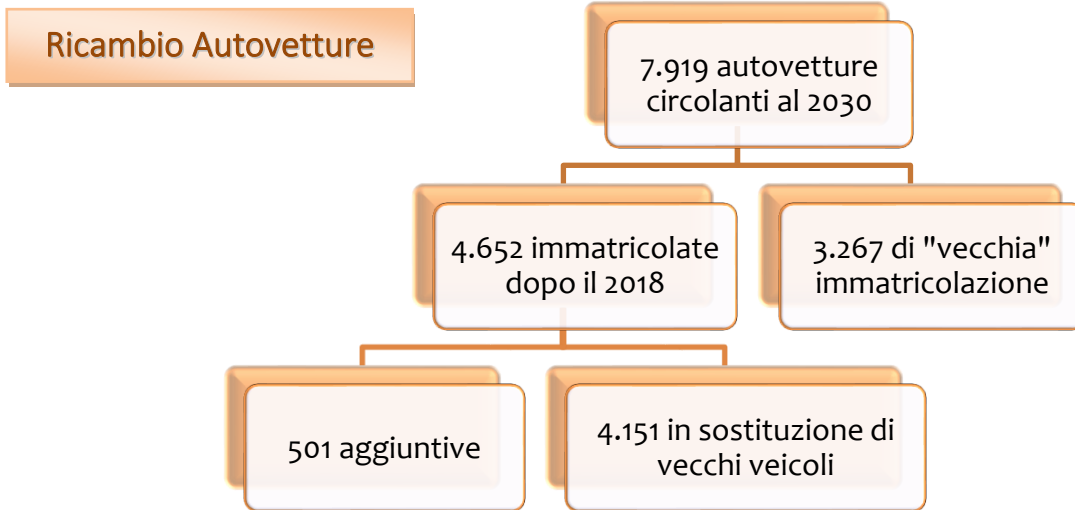 Ricambio Autovetture
7.919 autovetture
circolanti al 2030
4.652 immatricolate
dopo il 2018
3.267 di "vecchia"
immatricolazione
501 aggiuntive
4.151 in sostituzione di
vecchi veicoli